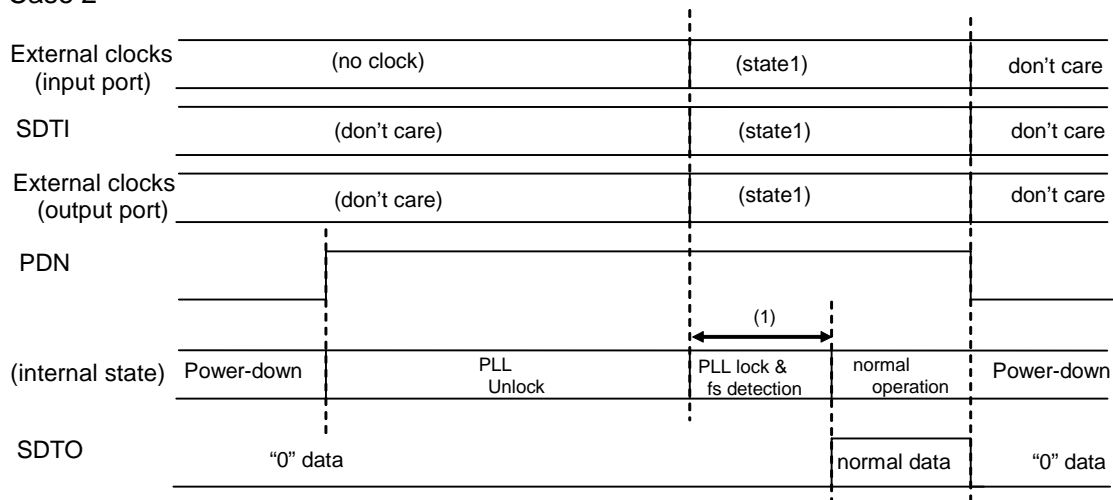 Case 2
External clocks
(input port)
(no clock)
(state1)
don't care
SDTI
(don't care)
(state1)
don't care
External clocks
(output port)
(don't care)
(state1)
don't care
PDN
(1)
(internal state)
Power-down
PLL
Unlock
PLL lock &
fs detection
normal
operation
Power-down
SDTO
“0” data
normal data
“0” data